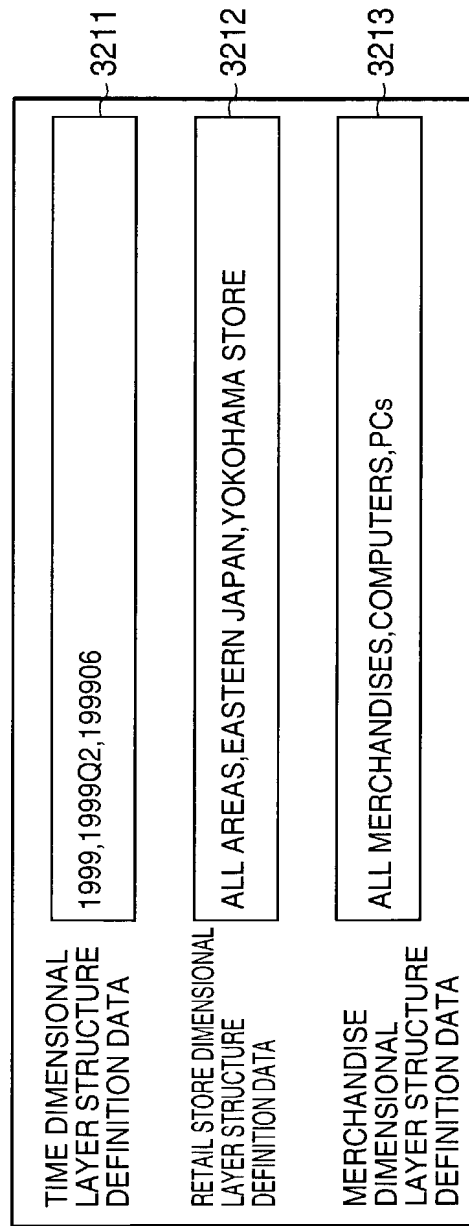 TIME DIMENSIONAL
LAYER STRUCTURE
DEFINITION DATA
1999,1999Q2,199906
3211
RETAIL STORE DIMENSIONAL
LAYER STRUCTURE
DEFINITION DATA
ALL AREAS,EASTERN JAPAN,YOKOHAMA STORE
3212
MERCHANDISE
DIMENSIONAL
LAYER STRUCTURE
DEFINITION DATA
ALL MERCHANDISES,COMPUTERS,PCs
3213